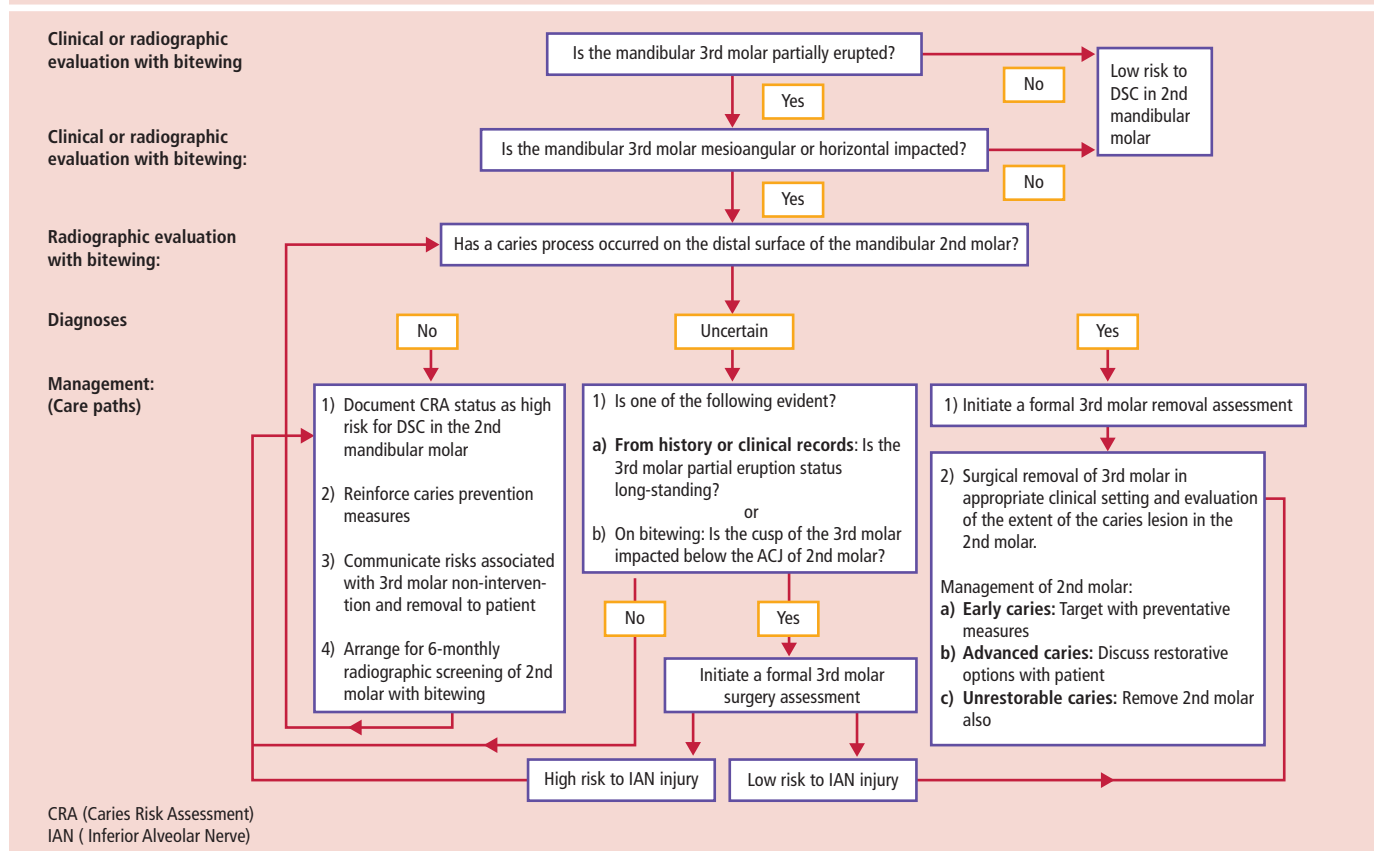 Clinical or radiographic
evaluation with bitewing
Is the mandibular 3rd molar partially erupted?
No
Low risk to
DSC in 2nd
mandibular
molar
Yes
Clinical or radiographic
evaluation with bitewing:
Is the mandibular 3rd molar mesioangular or horizontal impacted?
No
Yes
Radiographic evaluation
with bitewing:
Has a caries process occurred on the distal surface of the mandibular 2nd molar?
Diagnoses
No
Uncertain
Yes
Management:
(Care paths)
1) Document CRA status as high
risk for DSC in the 2nd
mandibular molar
2) Reinforce caries prevention
measures
3) Communicate risks associated
with 3rd molar non-interven-
tion and removal to patient
4) Arrange for 6-monthly
radiographic screening of 2nd
molar with bitewing
1) Is one of the following evident?
a) From history or clinical records: Is the
3rd molar partial eruption status
long-standing?
or
b) On bitewing: Is the cusp of the 3rd molar
impacted below the ACJ of 2nd molar?
No
Yes
Initiate a formal 3rd molar
surgery assessment
High risk to IAN injury
Low risk to IAN injury
1) Initiate a formal 3rd molar removal assessment
2) Surgical removal of 3rd molar in
appropriate clinical setting and evaluation
of the extent of the caries lesion in the
2nd molar.
Management of 2nd molar:
a) Early caries: Target with preventative
measures
b) Advanced caries: Discuss restorative
options with patient
c) Unrestorable caries: Remove 2nd molar
also
CRA (Caries Risk Assessment)
IAN ( Inferior Alveolar Nerve)